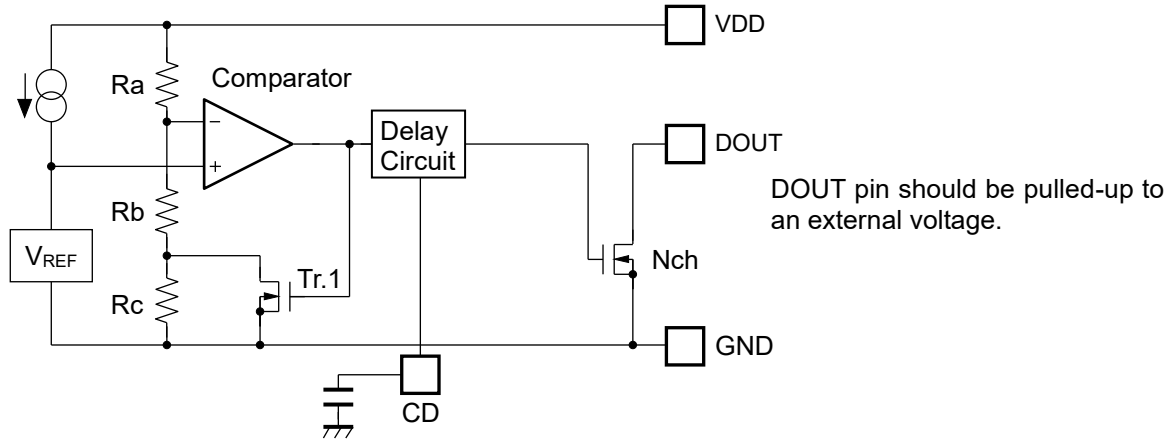 VDD
Ra
Comparator
−
+
Delay
Circuit
DOUT
DOUT pin should be pulled-up to
an external voltage.
Rb
VREF
Nch
Tr.1
Rc
GND
CD